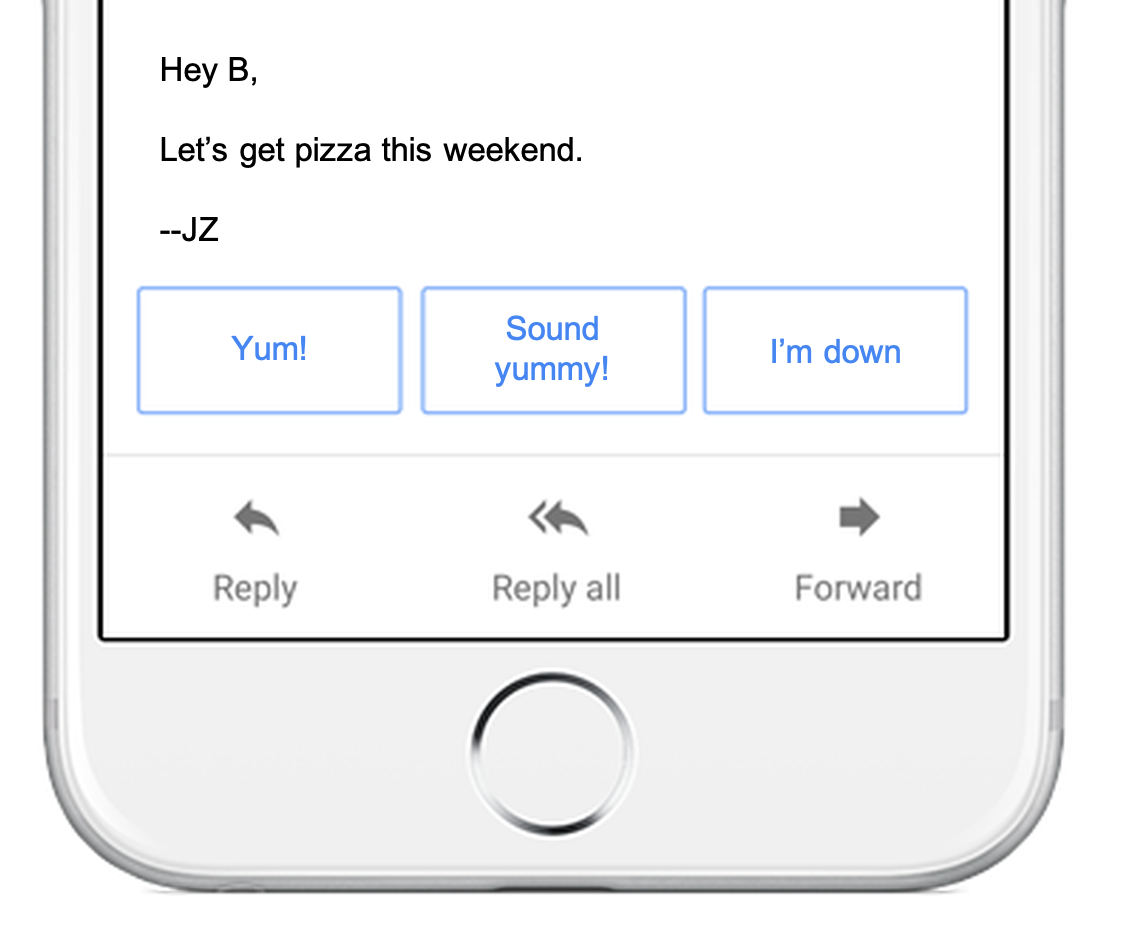 Hey B,
Let’s get pizza this weekend.
--JZ
Yum!
Sound
yummy!
I’m down
Reply
Reply all
Forward